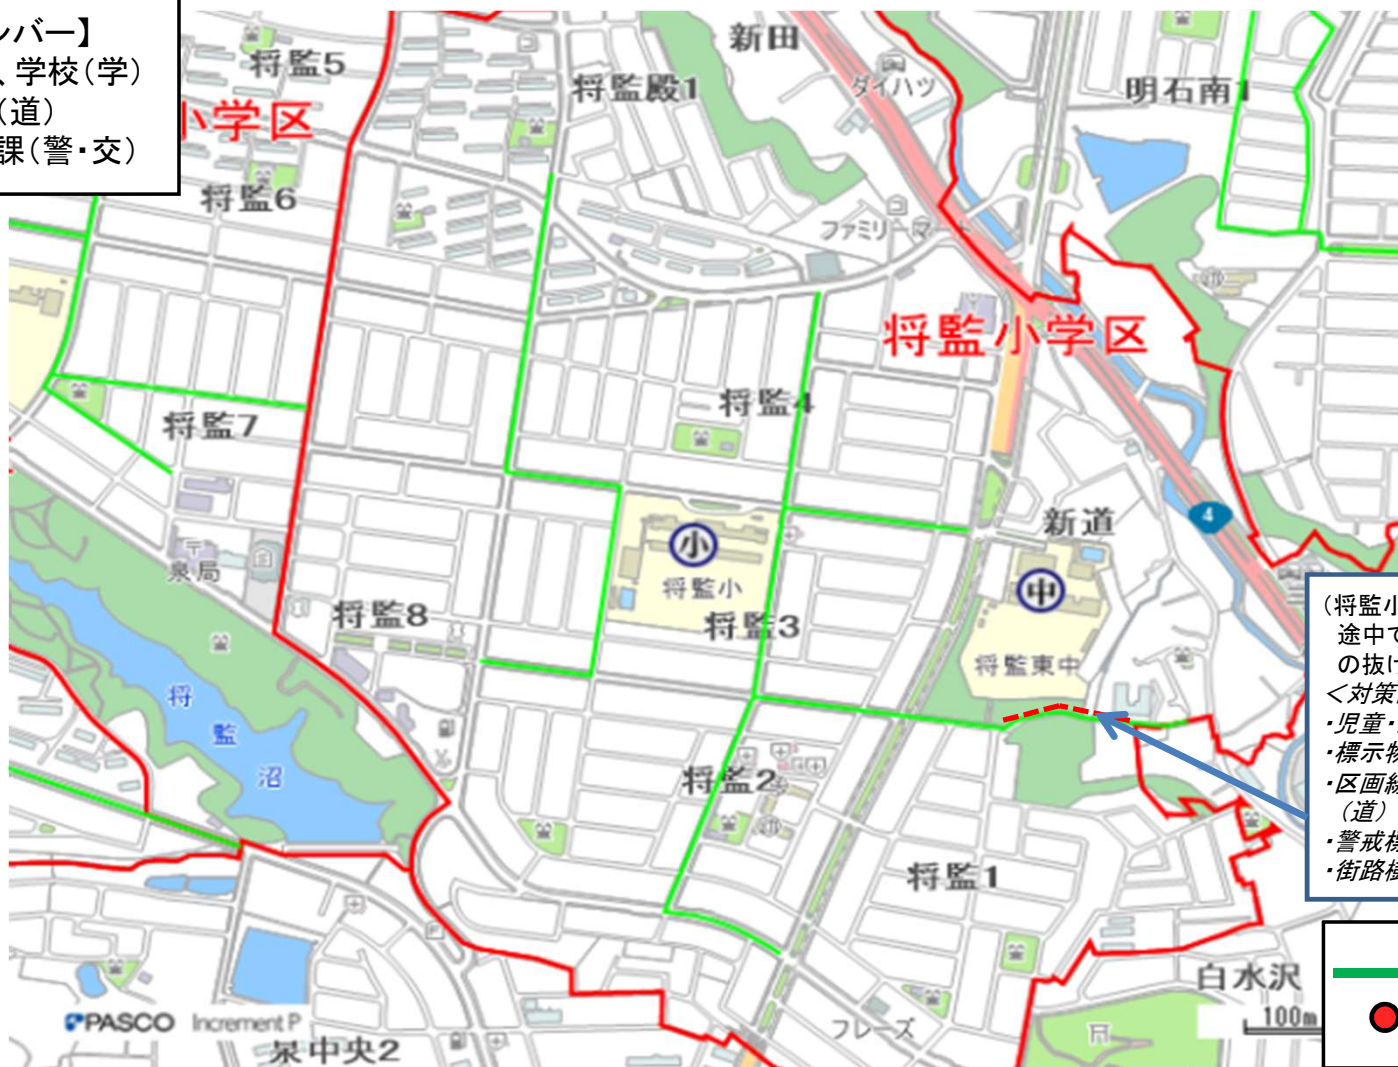 ンバー】
、学校（学）
（道）
課（警・交）
新田
将監5
将監殿1
ダイハツ
明石南1
小学区
将監6
ファミリーマート
将監小学区
将監4
将監7
4
新道
小
中
泉局
将監小
将監8
将監3
将監東中
（将監小
途中で
の抜け
＜対策
・児童・
・標示物
・区画線
（道）
・警戒標
・街路樹
将
監
沼
将監2
将監1
白水沢
PASCO Increment P
フレーズ
100m
泉中央2